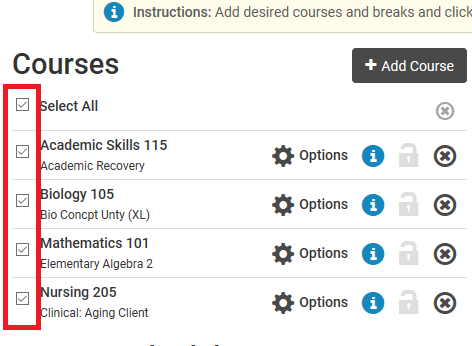 Instructions: Add desired courses and breaks and click
Courses
+ Add Course
Select All
Academic Skills 115
Academic Recovery
Options
Biology 105
Bio Concpt Unty (XL)
Options
Mathematics 101
Elementary Algebra 2
Options
Nursing 205
Clinical: Aging Client
Options